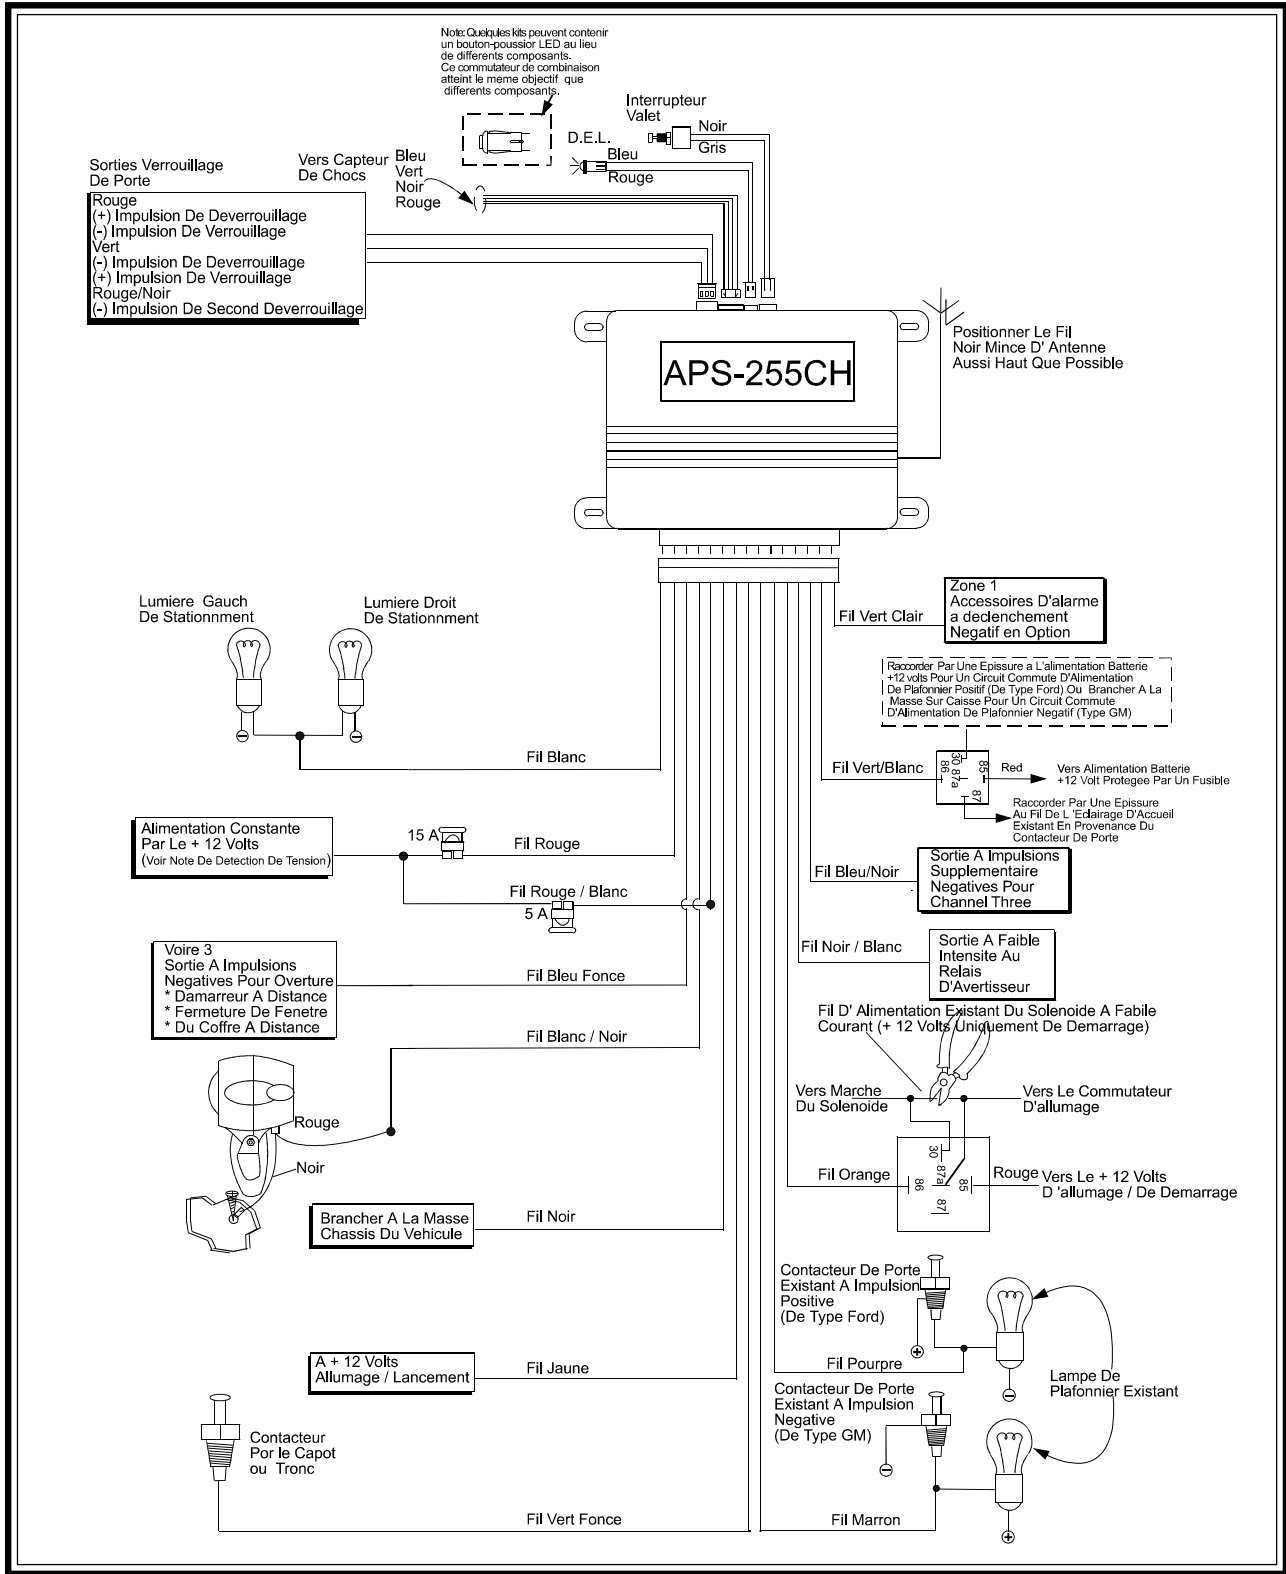 Note: Quelqules kits peuvent contenir
un bouton-poussior LED au lieu
de differents composants.
Ce commutateur de combinaison
atteint le meme objectif que
differents composants.
Interrupteur
Valet
Noir
Gris
D.E.L.
Bleu
Rouge
Vers Capteur
De Chocs
Bleu
Vert
Noir
Rouge
Sorties Verrouillage
De Porte
Rouge
(+) Impulsion De Deverrouillage
(-) Impulsion De Verrouillage
Vert
(-) Impulsion De Deverrouillage
(+) Impulsion De Verrouillage
Rouge/Noir
(-) Impulsion De Second Deverrouillage
APS-255CH
Positionner Le Fil
Noir Mince D' Antenne
Aussi Haut Que Possible
Lumiere Gauch
De Stationnment
Lumiere Droit
De Stationnment
Fil Blanc
Fil Vert Clair
Zone 1
Accessoires D'alarme
a declenchement
Negatif en Option
Raccorder Par Une Epissure a L'alimentation Batterie
+12 volts Pour Un Circuit Commute D'Alimentation
De Plafonnier Positif (De Type Ford) Ou Brancher A La
Masse Sur Caisse Pour Un Circuit Commute
D'Alimentation De Plafonnier Negatif (Type GM)
Fil Vert/Blanc
86
30
87a
85
87
Red
Vers Alimentation Batterie
+12 Volt Protegee Par Un Fusible
Raccorder Par Une Epissure
Au Fil De L 'Eclairage D'Accueil
Existant En Provenance Du
Contacteur De Porte
Alimentation Constante
Par Le + 12 Volts
(Voir Note De Detection De Tension)
15 A
Fil Rouge
Fil Rouge / Blanc
5 A
Fil Bleu/Noir
Sortie A Impulsions
Supplementaire
Negatives Pour
Channel Three
Voire 3
Sortie A Impulsions
Negatives Pour Overture
* Damarreur A Distance
* Fermeture De Fenetre
* Du Coffre A Distance
Fil Bleu Fonce
Fil Noir / Blanc
Sortie A Faible
Intensite Au
Relais
D'Avertisseur
Fil Blanc / Noir
Rouge
Noir
Fil D' Alimentation Existant Du Solenoide A Fabile
Courant (+ 12 Volts Uniquement De Demarrage)
Vers Marche
Du Solenoide
Vers Le Commutateur
D'allumage
Fil Orange
86
30
87a
85
87
Rouge
Vers Le + 12 Volts
D 'allumage / De Demarrage
Brancher A La Masse
Chassis Du Vehicule
Fil Noir
Contacteur De Porte
Existant A Impulsion
Positive
(De Type Ford)
Fil Pourpre
A + 12 Volts
Allumage / Lancement
Fil Jaune
Contacteur De Porte
Existant A Impulsion
Negative
(De Type GM)
Lampe De
Plafonnier Existant
Contacteur
Por le Capot
ou Tronc
Fil Vert Fonce
Fil Marron